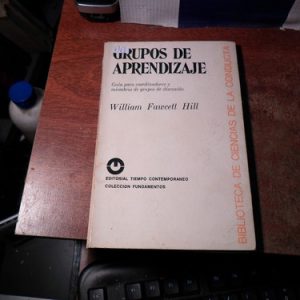 GRUPOS DE
APRENDIZAJE
Guía para coordinadores y
miembros de grupos de discusión
William Fawcett Hill
EDITORIAL TIEMPO CONTEMPORANEO
COLECCION FUNDAMENTOS
BIBLIOTECA DE CIENCIAS DE LA CONDUCTA